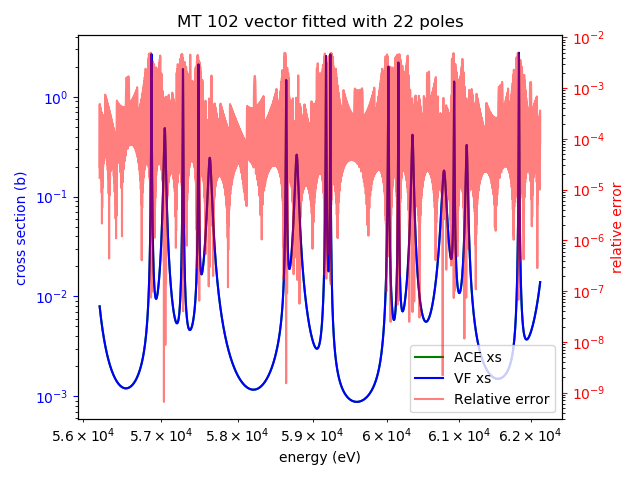 MT 102 vector fitted with 22 poles
10⁰
10⁻¹
10⁻²
10⁻³
cross section (b)
10⁻²
10⁻³
10⁻⁴
10⁻⁵
10⁻⁶
10⁻⁷
10⁻⁸
10⁻⁹
relative error
ACE xs
VF xs
Relative error
5.6 × 10⁴ 5.7 × 10⁴ 5.8 × 10⁴ 5.9 × 10⁴ 6 × 10⁴ 6.1 × 10⁴ 6.2 × 10⁴
energy (eV)